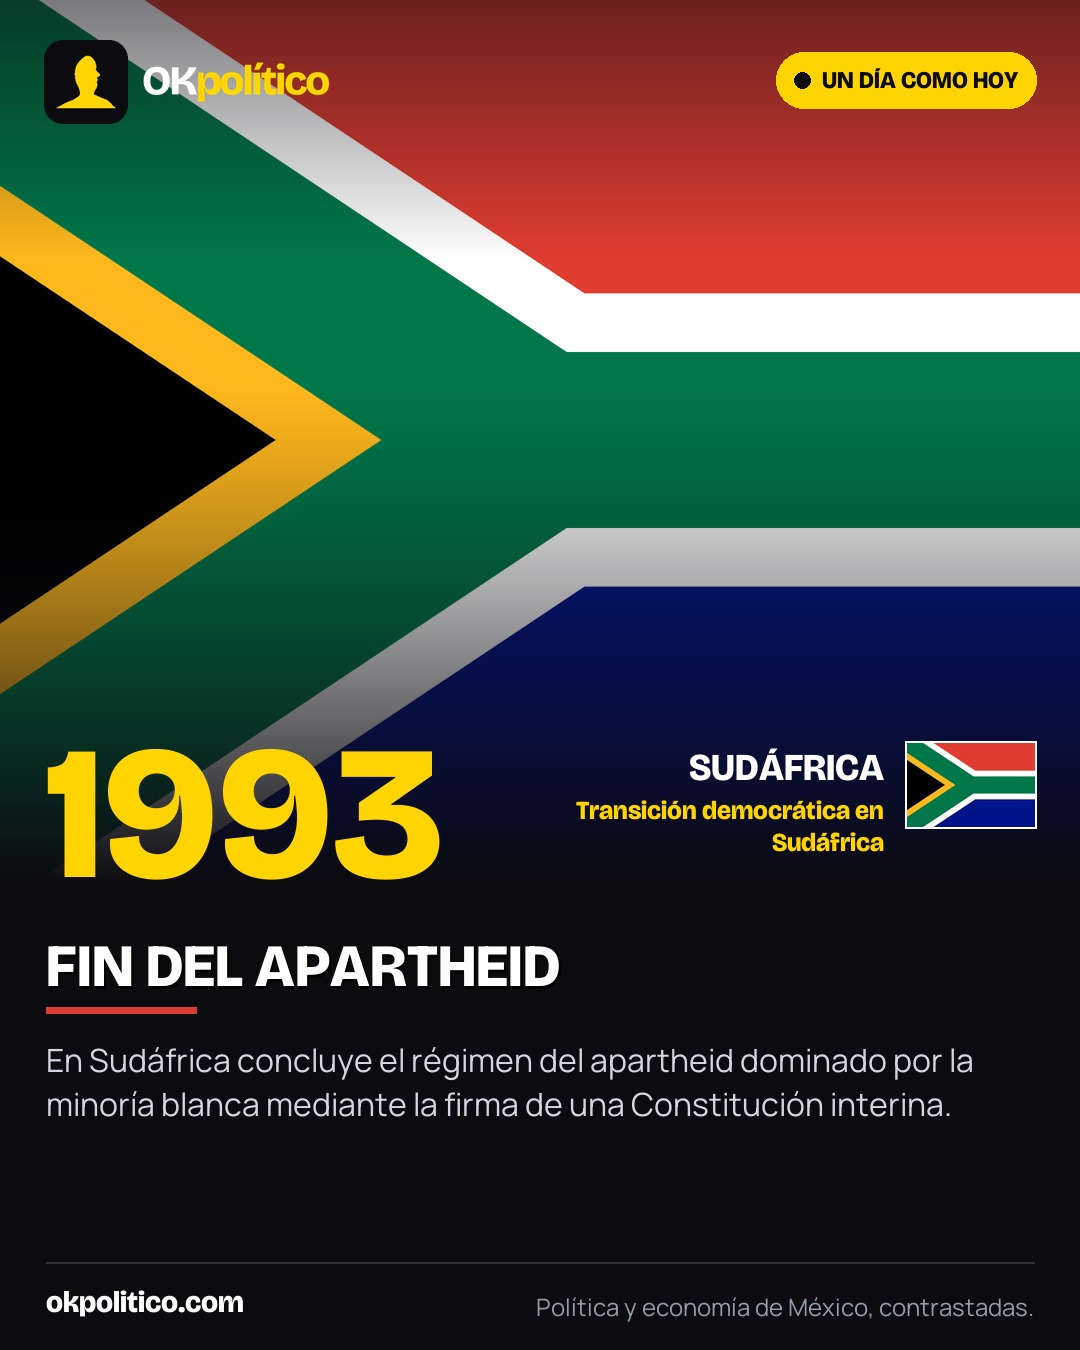 OKpolítico
UN DÍA COMO HOY
1993
SUDÁFRICA
Transición democrática en
Sudáfrica
FIN DEL APARTHEID
En Sudáfrica concluye el régimen del apartheid dominado por la
minoría blanca mediante la firma de una Constitución interina.
okpolitico.com
Política y economía de México, contrastadas.